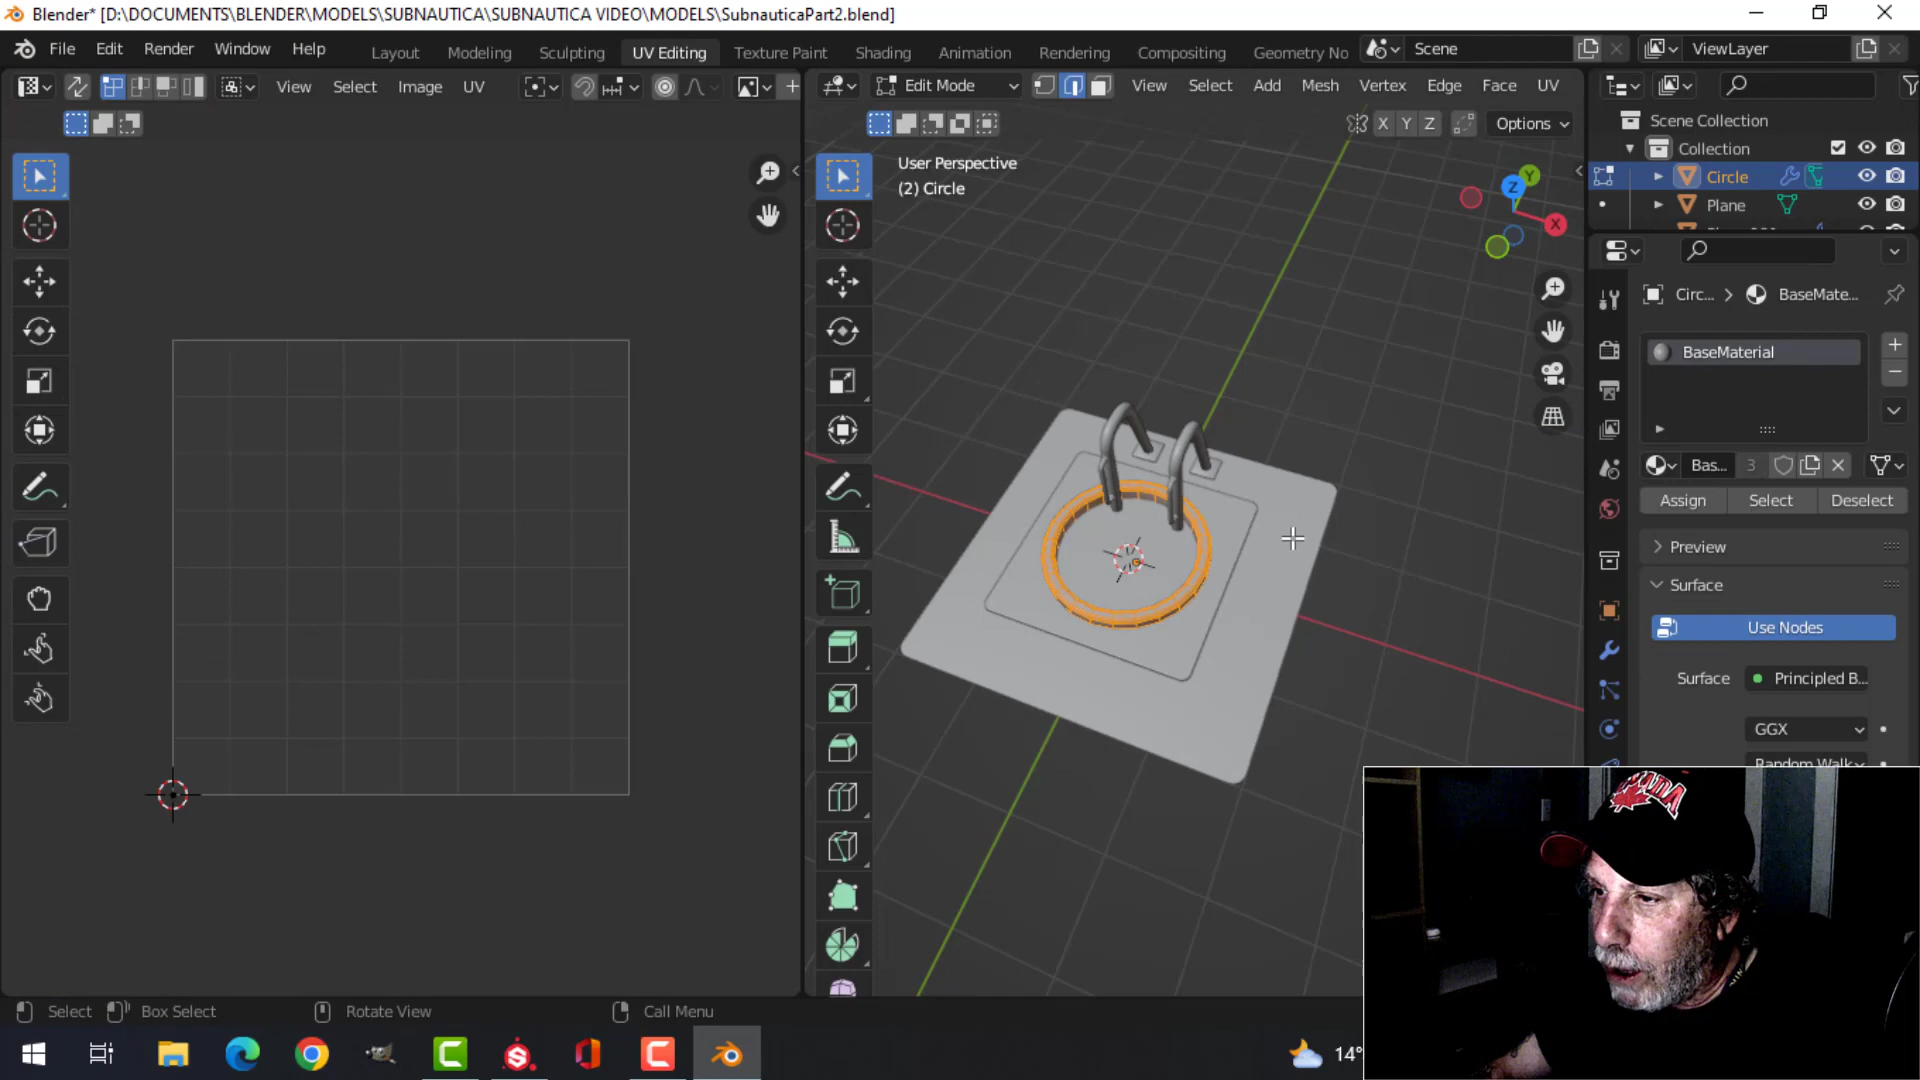 Blender* [D:\DOCUMENTS\BLENDER\MODELS\SUBNAUTICA\SUBNAUTICA VIDEO\MODELS\SubnauticaPart2.blend]
File Edit Render Window Help Layout Modeling Sculpting UV Editing Texture Paint Shading Animation Rendering Compositing Geometry No Scene ViewLayer
View Select Image UV Edit Mode View Select Add Mesh Vertex Edge Face UV
X Y Z Options
Scene Collection
Collection
Circle
Plane
User Perspective
(2) Circle
Z Y X
Circ... > BaseMate...
BaseMaterial
Bas... 3
Assign Select Deselect
Preview
Surface
Use Nodes
Surface Principled B...
GGX
Random Walk
CANADA
Select Box Select Rotate View Call Menu
14°